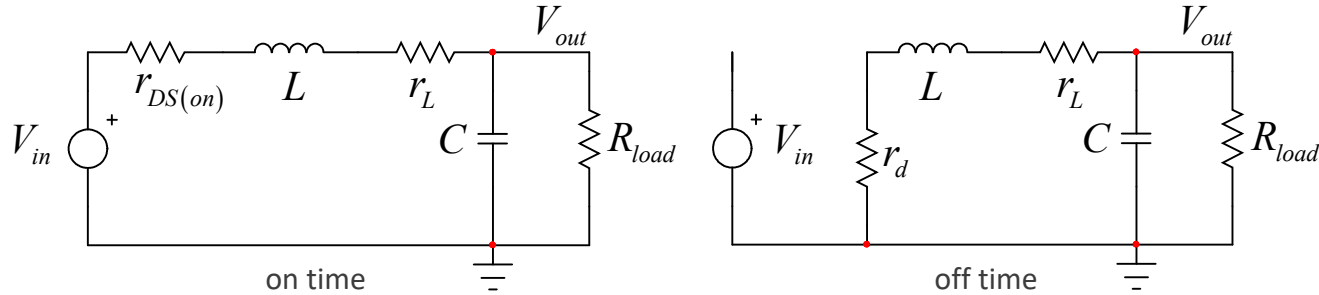 V_out
r_DS(on) L r_L
V_in + C R_load
on time
V_out
L r_L
V_in + r_d C R_load
off time